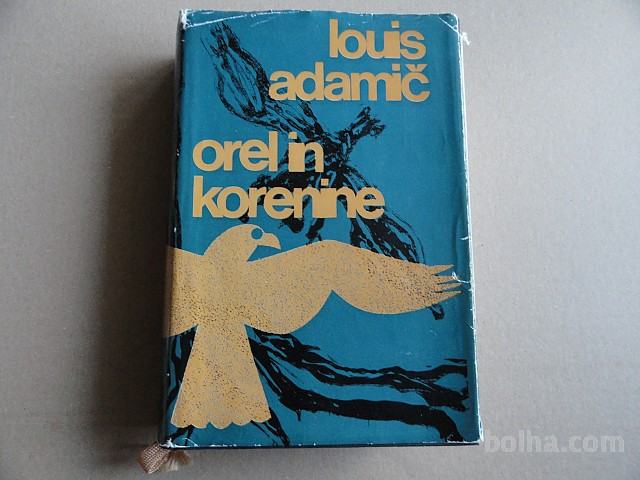 louis
adamič
orel in
korenine
bolha.com